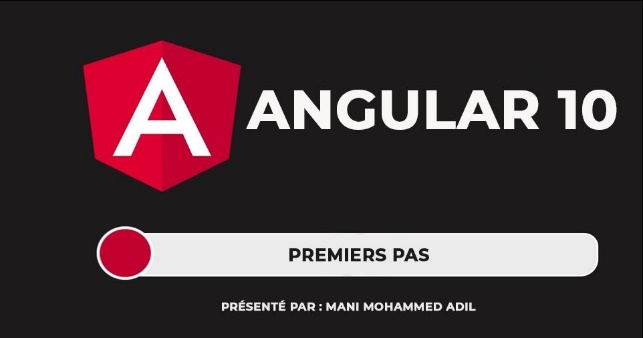 ANGULAR 10
PREMIERS PAS
PRÉSENTÉ PAR : MANI MOHAMMED ADIL